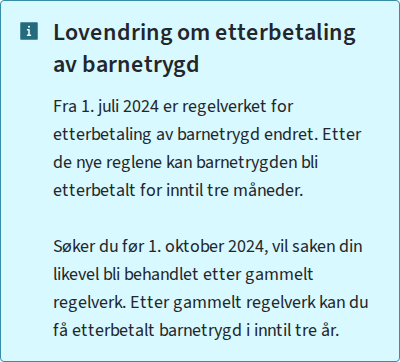 Lovendring om etterbetaling
av barnetrygd
Fra 1. juli 2024 er regelverket for
etterbetaling av barnetrygd endret. Etter
de nye reglene kan barnetrygden bli
etterbetalt for inntil tre måneder.
Søker du før 1. oktober 2024, vil saken din
likevel bli behandlet etter gammelt
regelverk. Etter gammelt regelverk kan du
få etterbetalt barnetrygd i inntil tre år.